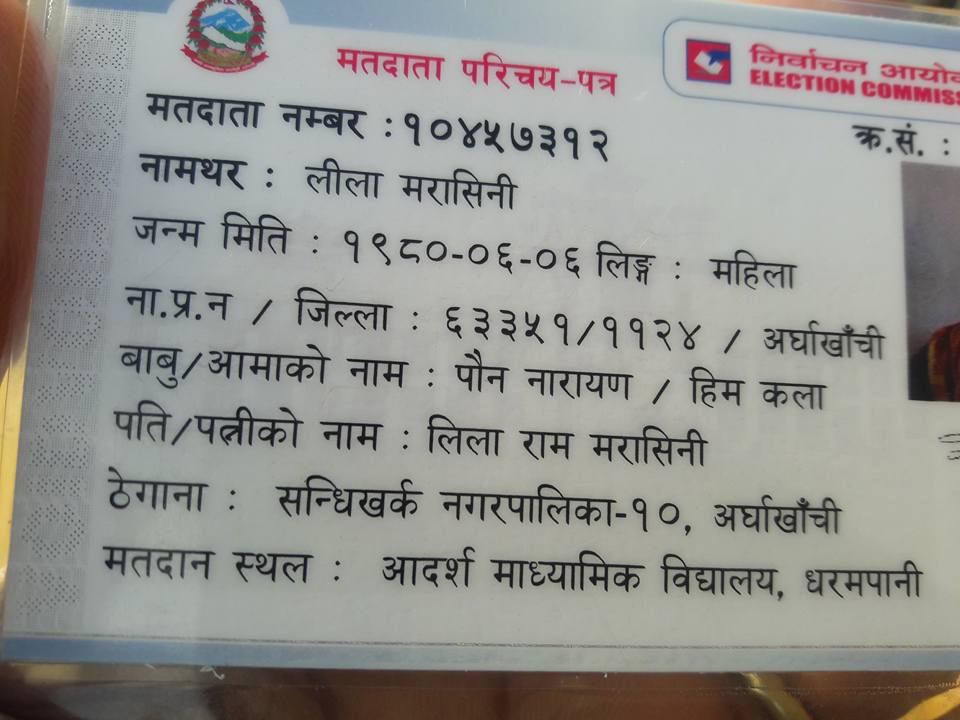 मतदाता परिचय-पत्र
निर्वाचन आयोग
ELECTION COMMISS
मतदाता नम्बर : १०४५७३१२
क्र.सं. :
नामथर : लीला मरासिनी
जन्म मिति : १९८०-०६-०६ लिङ्ग : महिला
ना.प्र.न / जिल्ला : ६३३५१/११२४ / अर्घाखाँची
बाबु/आमाको नाम : पौन नारायण / हिम कला
पति/पत्नीको नाम : लिला राम मरासिनी
ठेगाना : सन्धिखर्क नगरपालिका-१०, अर्घाखाँची
मतदान स्थल : आदर्श माध्यामिक विद्यालय, धरमपानी